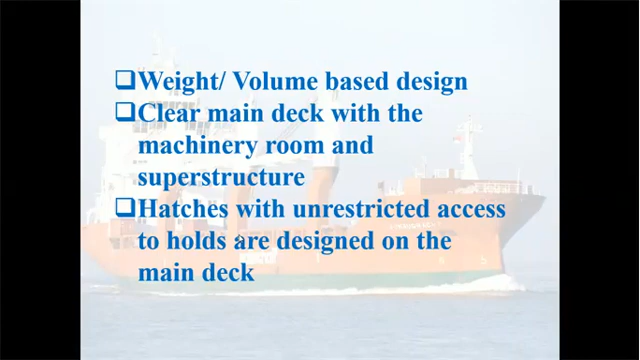 ❑Weight/ Volume based design
❑Clear main deck with the
machinery room and
superstructure
❑Hatches with unrestricted access
to holds are designed on the
main deck